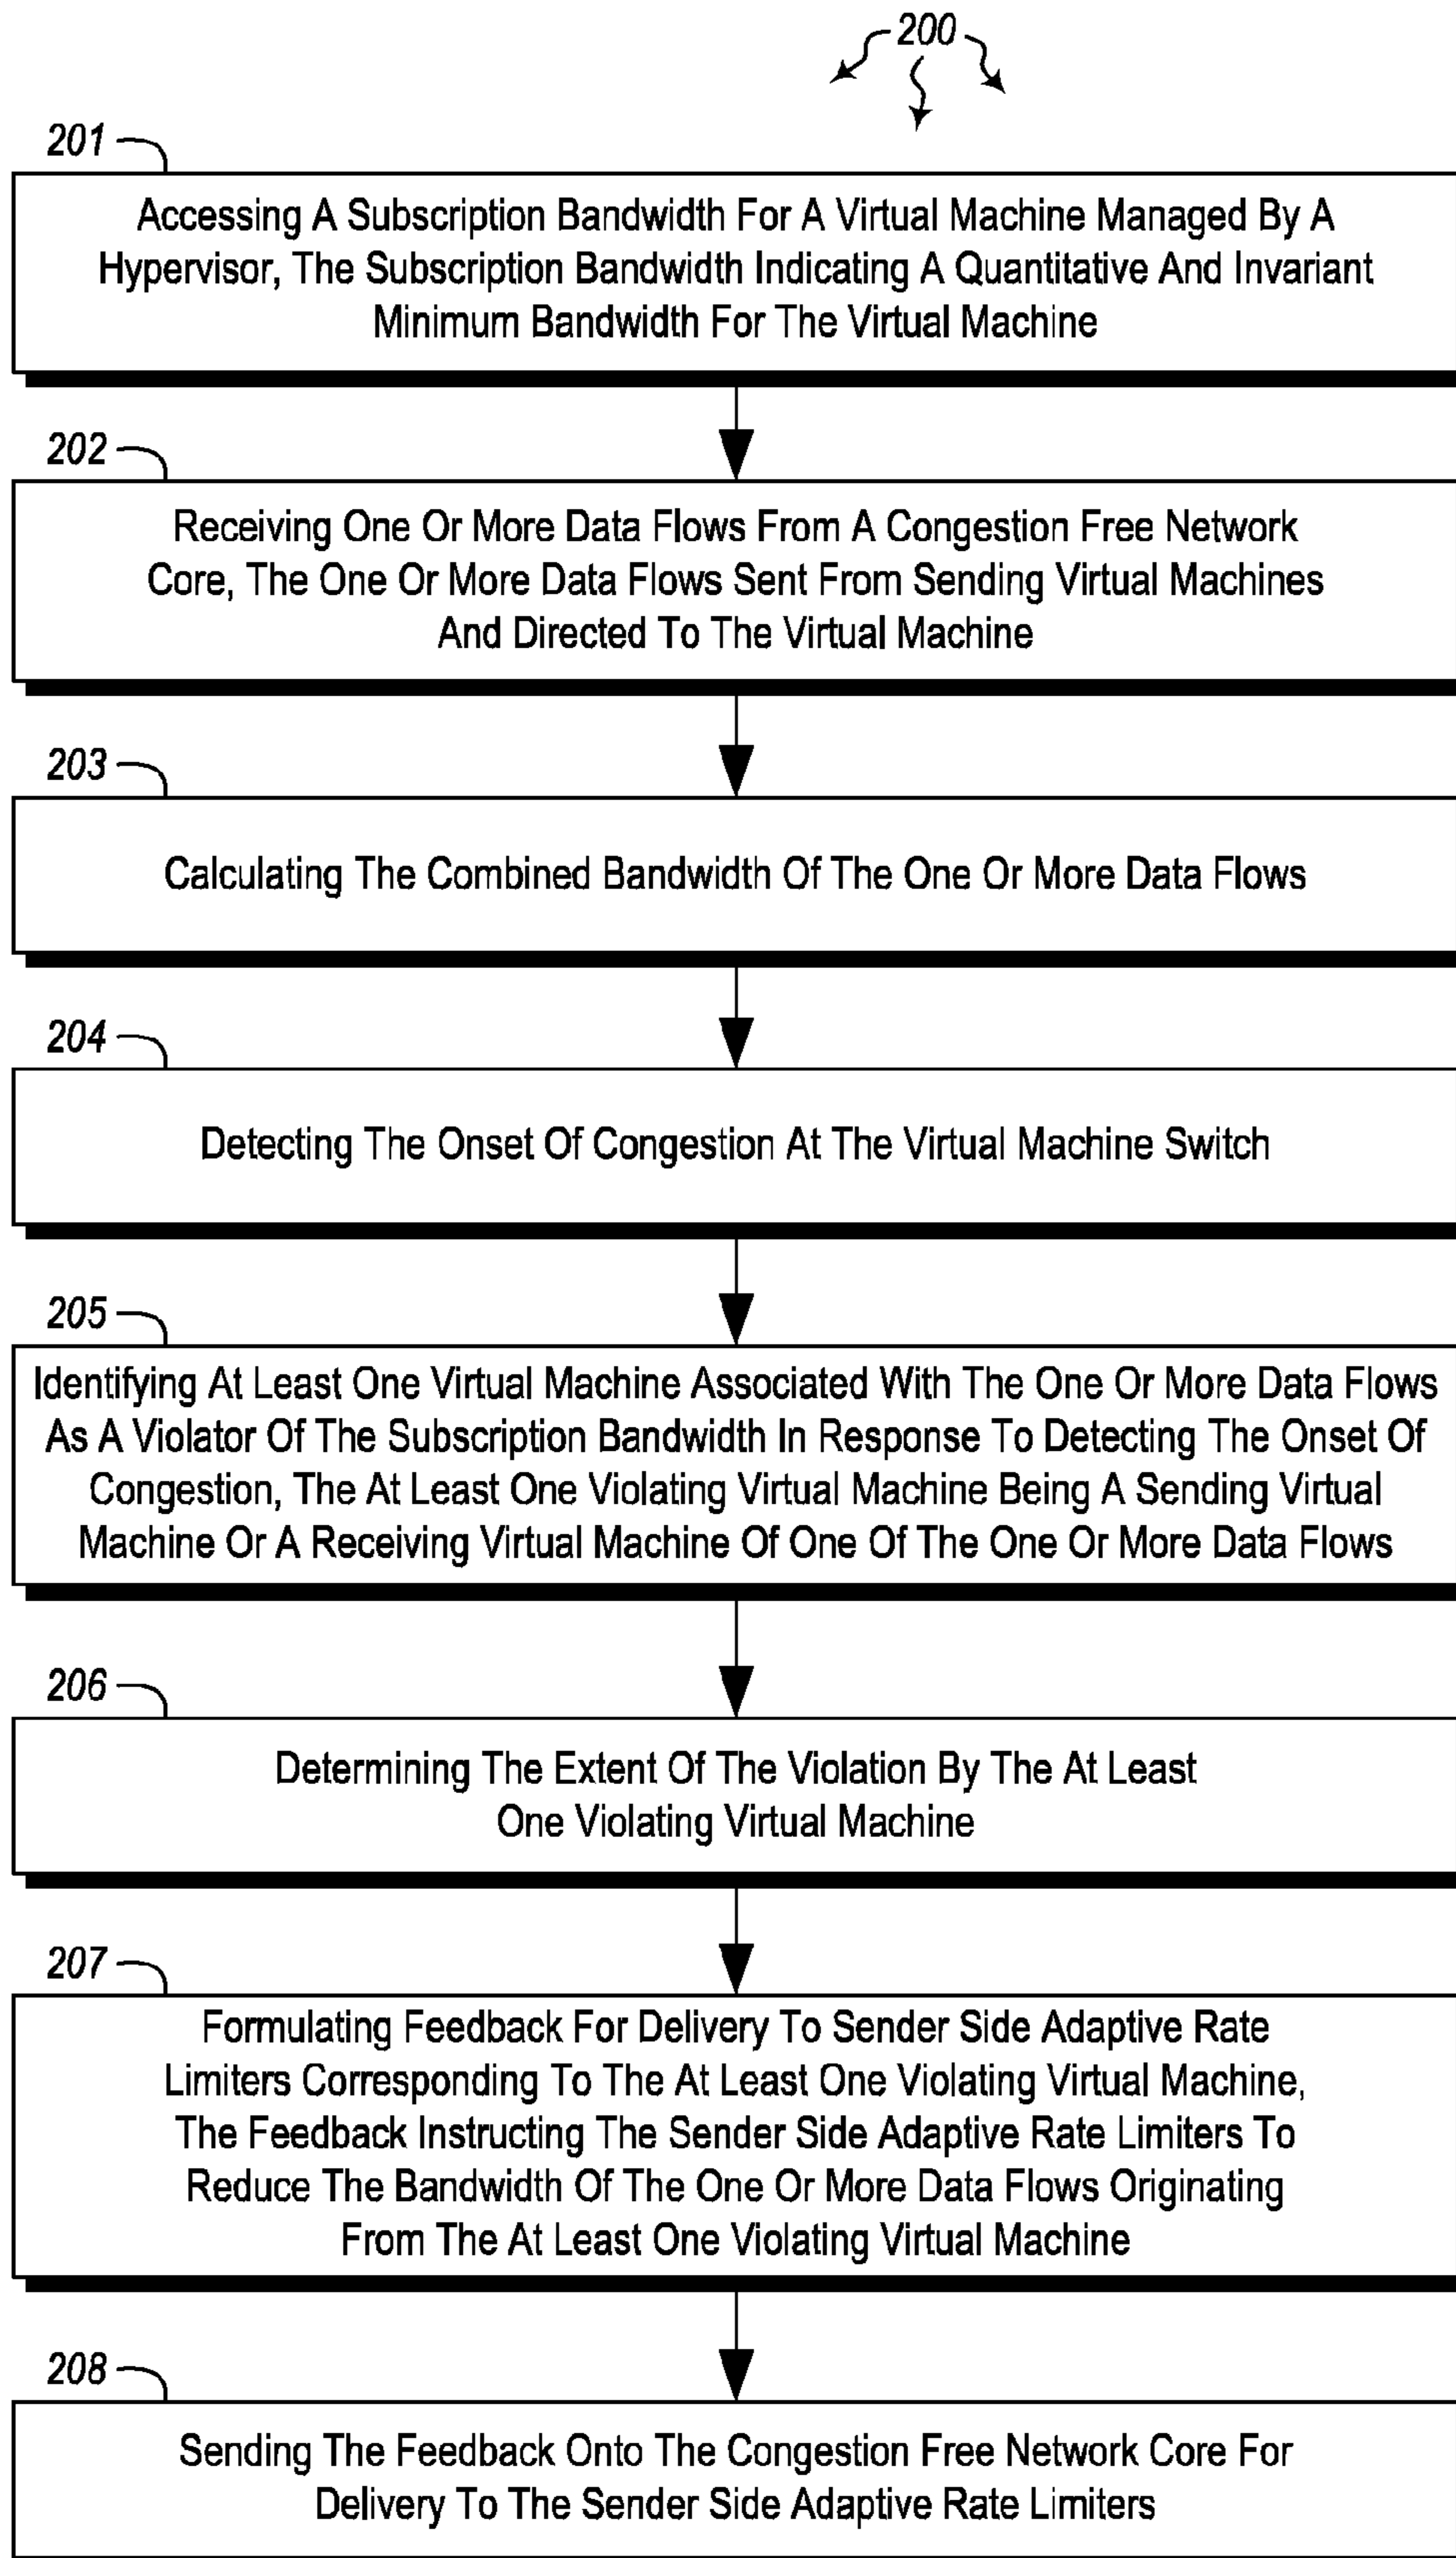 200
201
Accessing A Subscription Bandwidth For A Virtual Machine Managed By A
Hypervisor, The Subscription Bandwidth Indicating A Quantitative And Invariant
Minimum Bandwidth For The Virtual Machine
202
Receiving One Or More Data Flows From A Congestion Free Network
Core, The One Or More Data Flows Sent From Sending Virtual Machines
And Directed To The Virtual Machine
203
Calculating The Combined Bandwidth Of The One Or More Data Flows
204
Detecting The Onset Of Congestion At The Virtual Machine Switch
205
Identifying At Least One Virtual Machine Associated With The One Or More Data Flows
As A Violator Of The Subscription Bandwidth In Response To Detecting The Onset Of
Congestion, The At Least One Violating Virtual Machine Being A Sending Virtual
Machine Or A Receiving Virtual Machine Of One Of The One Or More Data Flows
206
Determining The Extent Of The Violation By The At Least
One Violating Virtual Machine
207
Formulating Feedback For Delivery To Sender Side Adaptive Rate
Limiters Corresponding To The At Least One Violating Virtual Machine,
The Feedback Instructing The Sender Side Adaptive Rate Limiters To
Reduce The Bandwidth Of The One Or More Data Flows Originating
From The At Least One Violating Virtual Machine
208
Sending The Feedback Onto The Congestion Free Network Core For
Delivery To The Sender Side Adaptive Rate Limiters